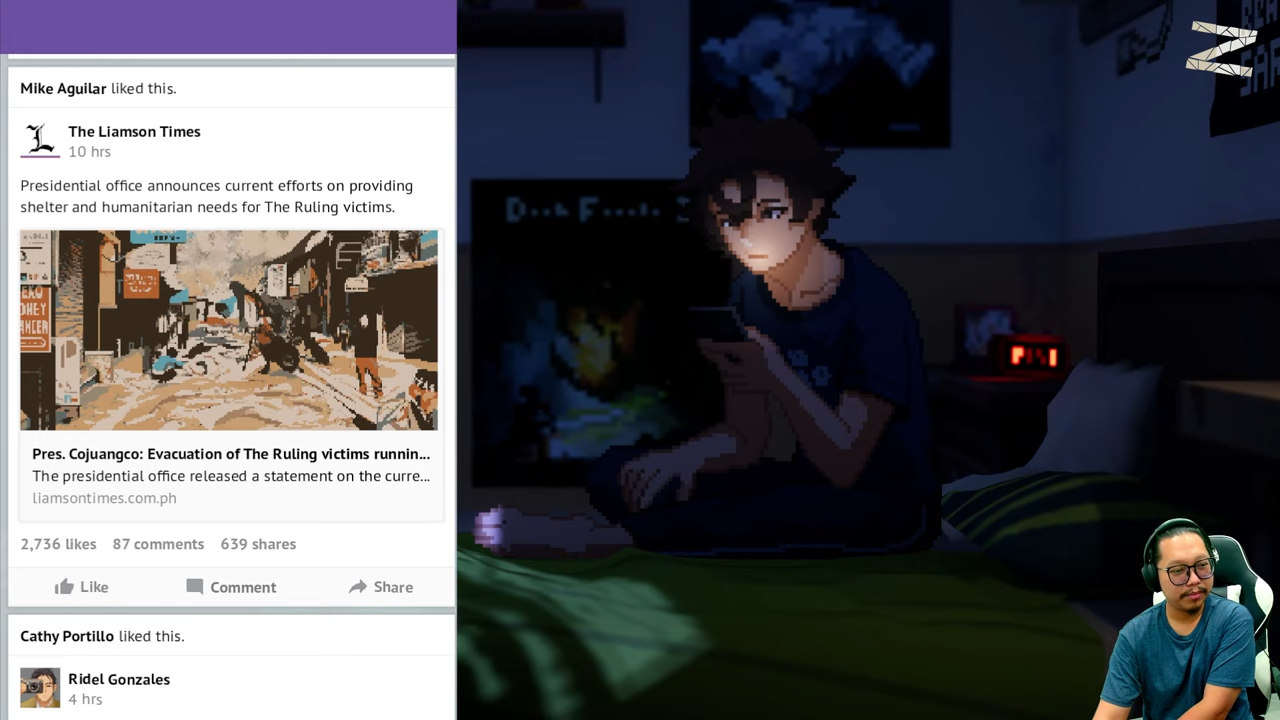 Mike Aguilar liked this.
The Liamson Times
10 hrs
Presidential office announces current efforts on providing
shelter and humanitarian needs for The Ruling victims.
Pres. Cojuangco: Evacuation of The Ruling victims runnin...
The presidential office released a statement on the curre...
liamsontimes.com.ph
2,736 likes 87 comments 639 shares
Like Comment Share
Cathy Portillo liked this.
Ridel Gonzales
4 hrs